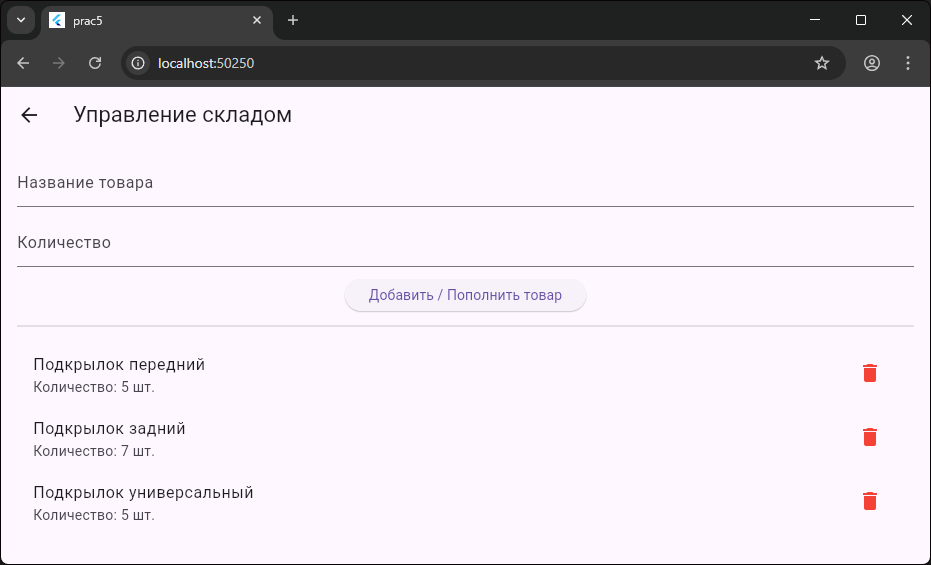 prac5
localhost:50250
Управление складом
Название товара
Количество
Добавить / Пополнить товар
Подкрылок передний
Количество: 5 шт.
Подкрылок задний
Количество: 7 шт.
Подкрылок универсальный
Количество: 5 шт.